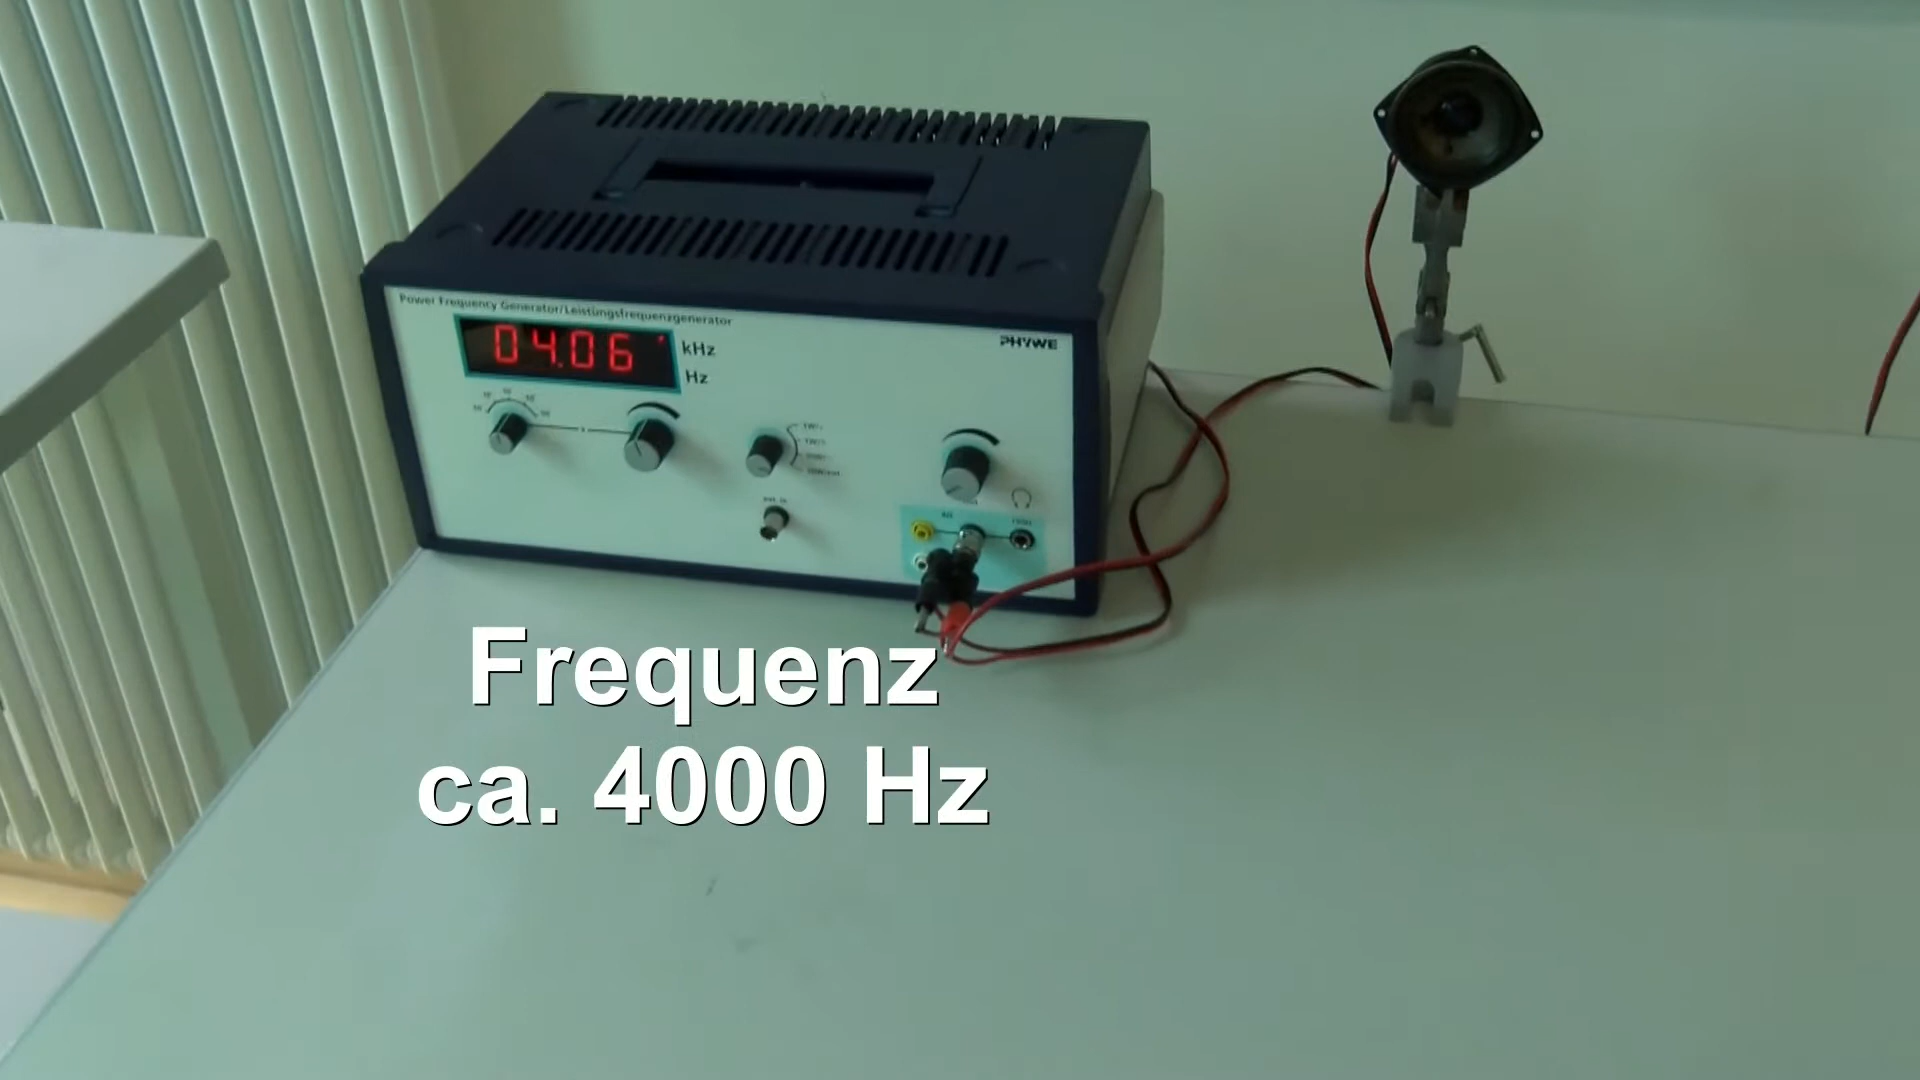 Power Frequency Generator/Leistungsfrequenzgenerator
PHYWE
04.06
kHz
Hz
Frequenz
ca. 4000 Hz